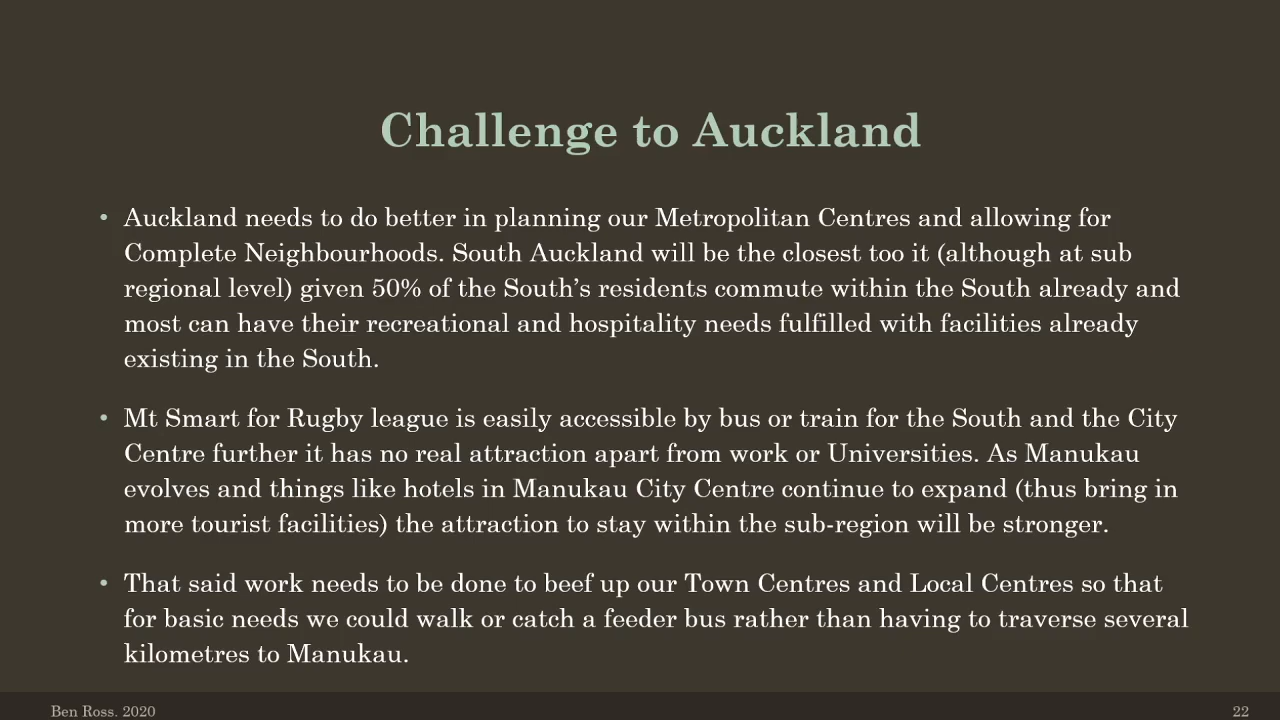 Challenge to Auckland
• Auckland needs to do better in planning our Metropolitan Centres and allowing for
Complete Neighbourhoods. South Auckland will be the closest too it (although at sub
regional level) given 50% of the South’s residents commute within the South already and
most can have their recreational and hospitality needs fulfilled with facilities already
existing in the South.
• Mt Smart for Rugby league is easily accessible by bus or train for the South and the City
Centre further it has no real attraction apart from work or Universities. As Manukau
evolves and things like hotels in Manukau City Centre continue to expand (thus bring in
more tourist facilities) the attraction to stay within the sub-region will be stronger.
• That said work needs to be done to beef up our Town Centres and Local Centres so that
for basic needs we could walk or catch a feeder bus rather than having to traverse several
kilometres to Manukau.
Ben Ross. 2020
22